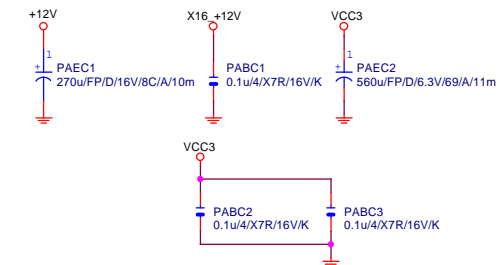 +12V
X16_+12V
VCC3
1
+
PAEC1
270u/FP/D/16V/8C/A/10m
PABC1
0.1u/4/X7R/16V/K
1
+
PAEC2
560u/FP/D/6.3V/69/A/11m
VCC3
PABC2
0.1u/4/X7R/16V/K
PABC3
0.1u/4/X7R/16V/K